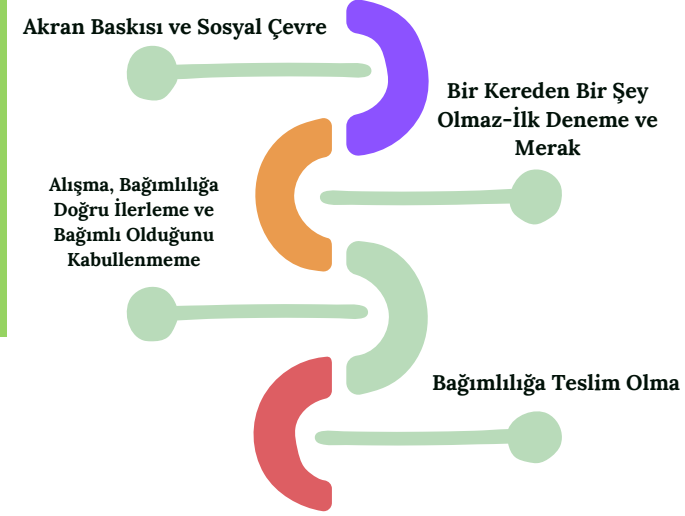 Akran Baskısı ve Sosyal Çevre
Bir Kereden Bir Şey
Olmaz-İlk Deneme ve
Merak
Alışma, Bağımlılığa
Doğru İlerleme ve
Bağımlı Olduğunu
Kabullenmeme
Bağımlılığa Teslim Olma